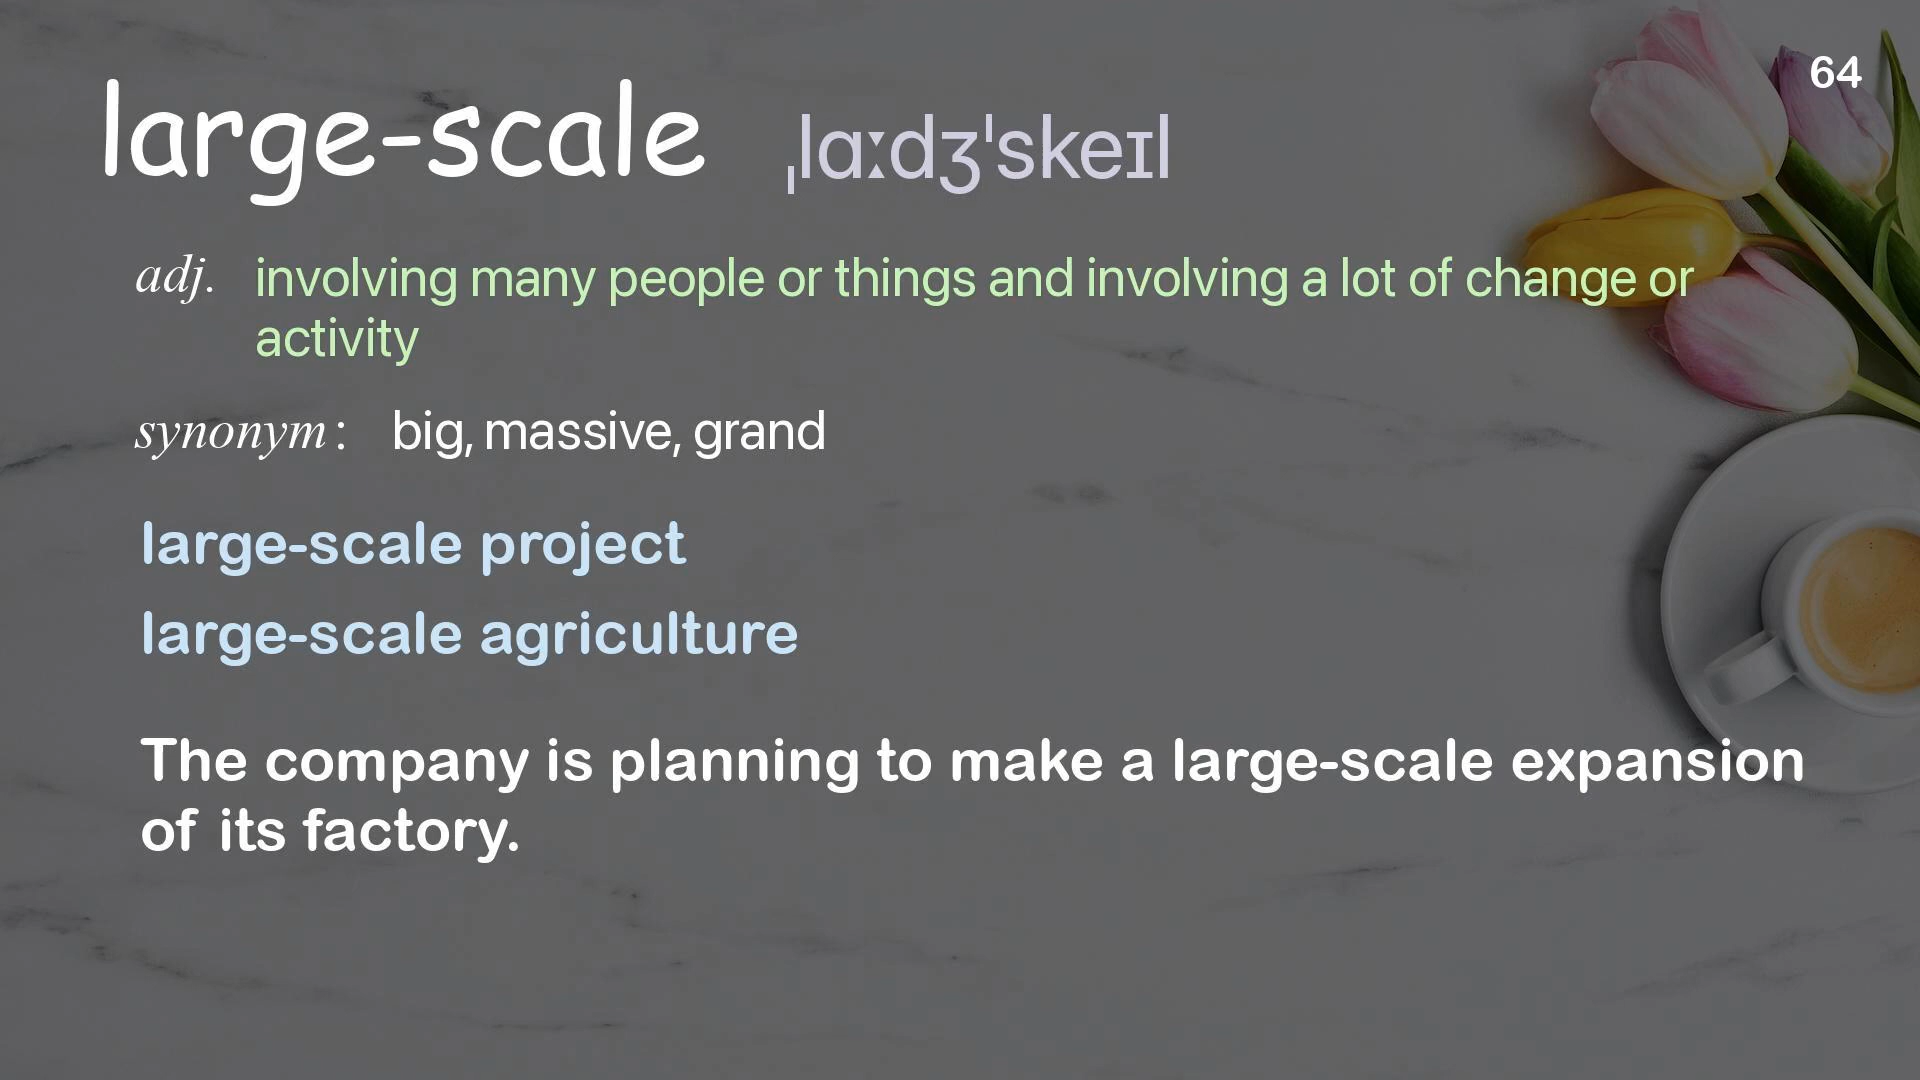 64
large-scale ˌlɑːdʒˈskeɪl
adj. involving many people or things and involving a lot of change or
activity
synonym: big, massive, grand
large-scale project
large-scale agriculture
The company is planning to make a large-scale expansion
of its factory.